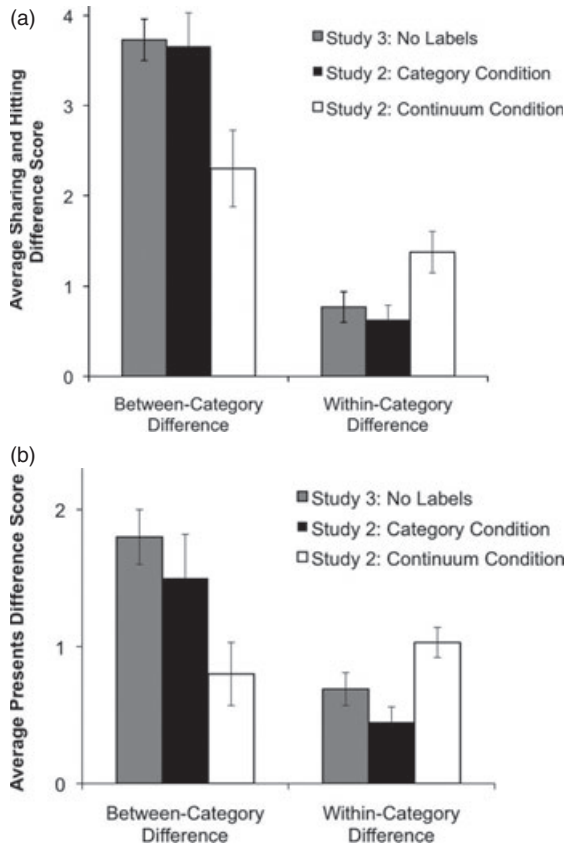 (a)
Average Sharing and Hitting
Difference Score
4
3
2
1
0
Study 3: No Labels
Study 2: Category Condition
Study 2: Continuum Condition
Between-Category
Difference
Within-Category
Difference
(b)
Average Presents Difference Score
2
1
0
Study 3: No Labels
Study 2: Category Condition
Study 2: Continuum Condition
Between-Category
Difference
Within-Category
Difference